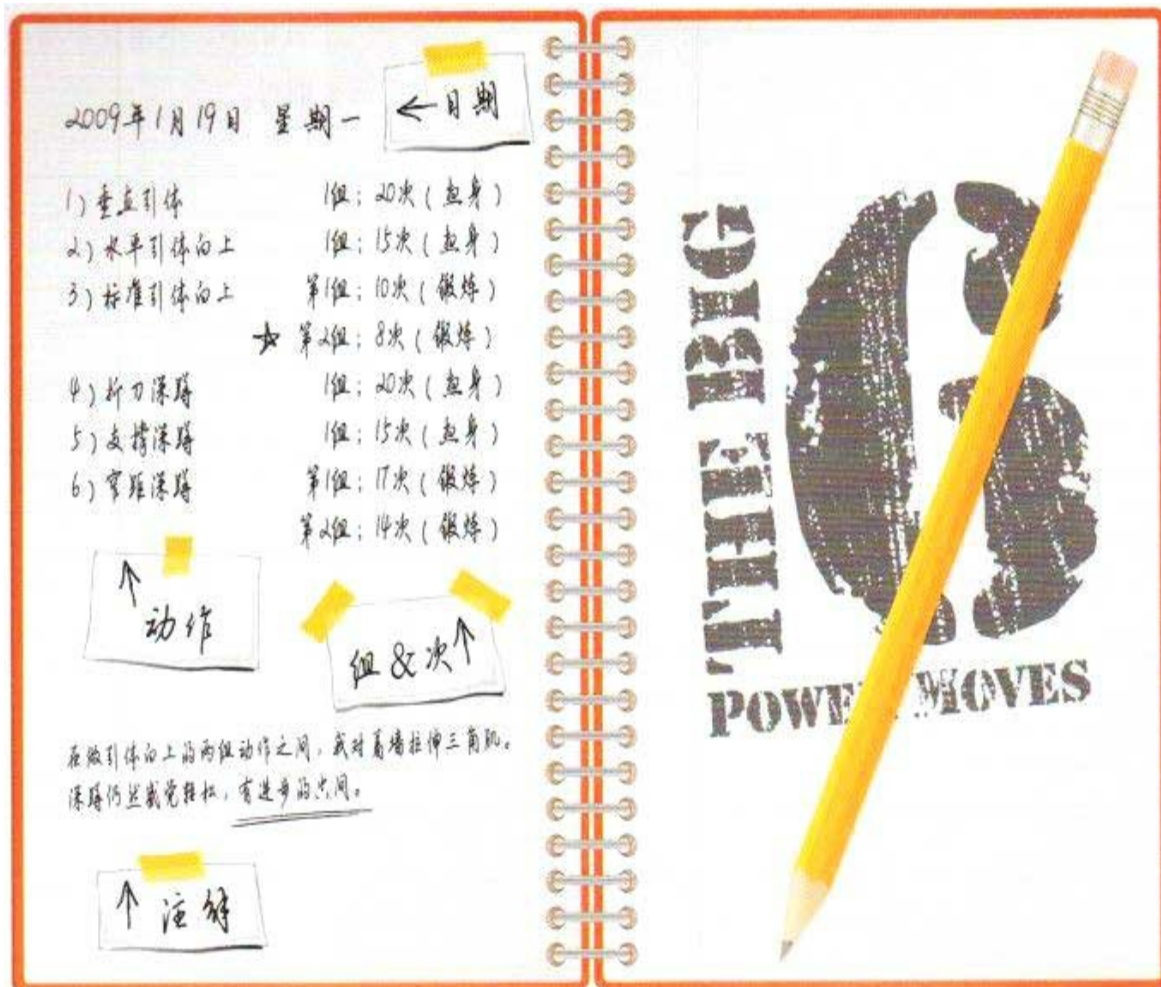 2009年1月19日 星期一
←日期
1)垂直引体 1组;20次(热身)
2)水平引体向上 1组;15次(热身)
3)标准引体向上 第1组;10次(锻炼)
☆ 第2组;8次(锻炼)
4)折刀深蹲 1组;20次(热身)
5)支撑深蹲 1组;15次(热身)
6)窄距深蹲 第1组;17次(锻炼)
第2组;14次(锻炼)
↑动作
组&次↑
在做引体向上的两组动作之间,我对着墙拉伸三角肌。
深蹲仍然感觉轻松,有进步的空间。
↑注解
THE BIG
6
POWER MOVES